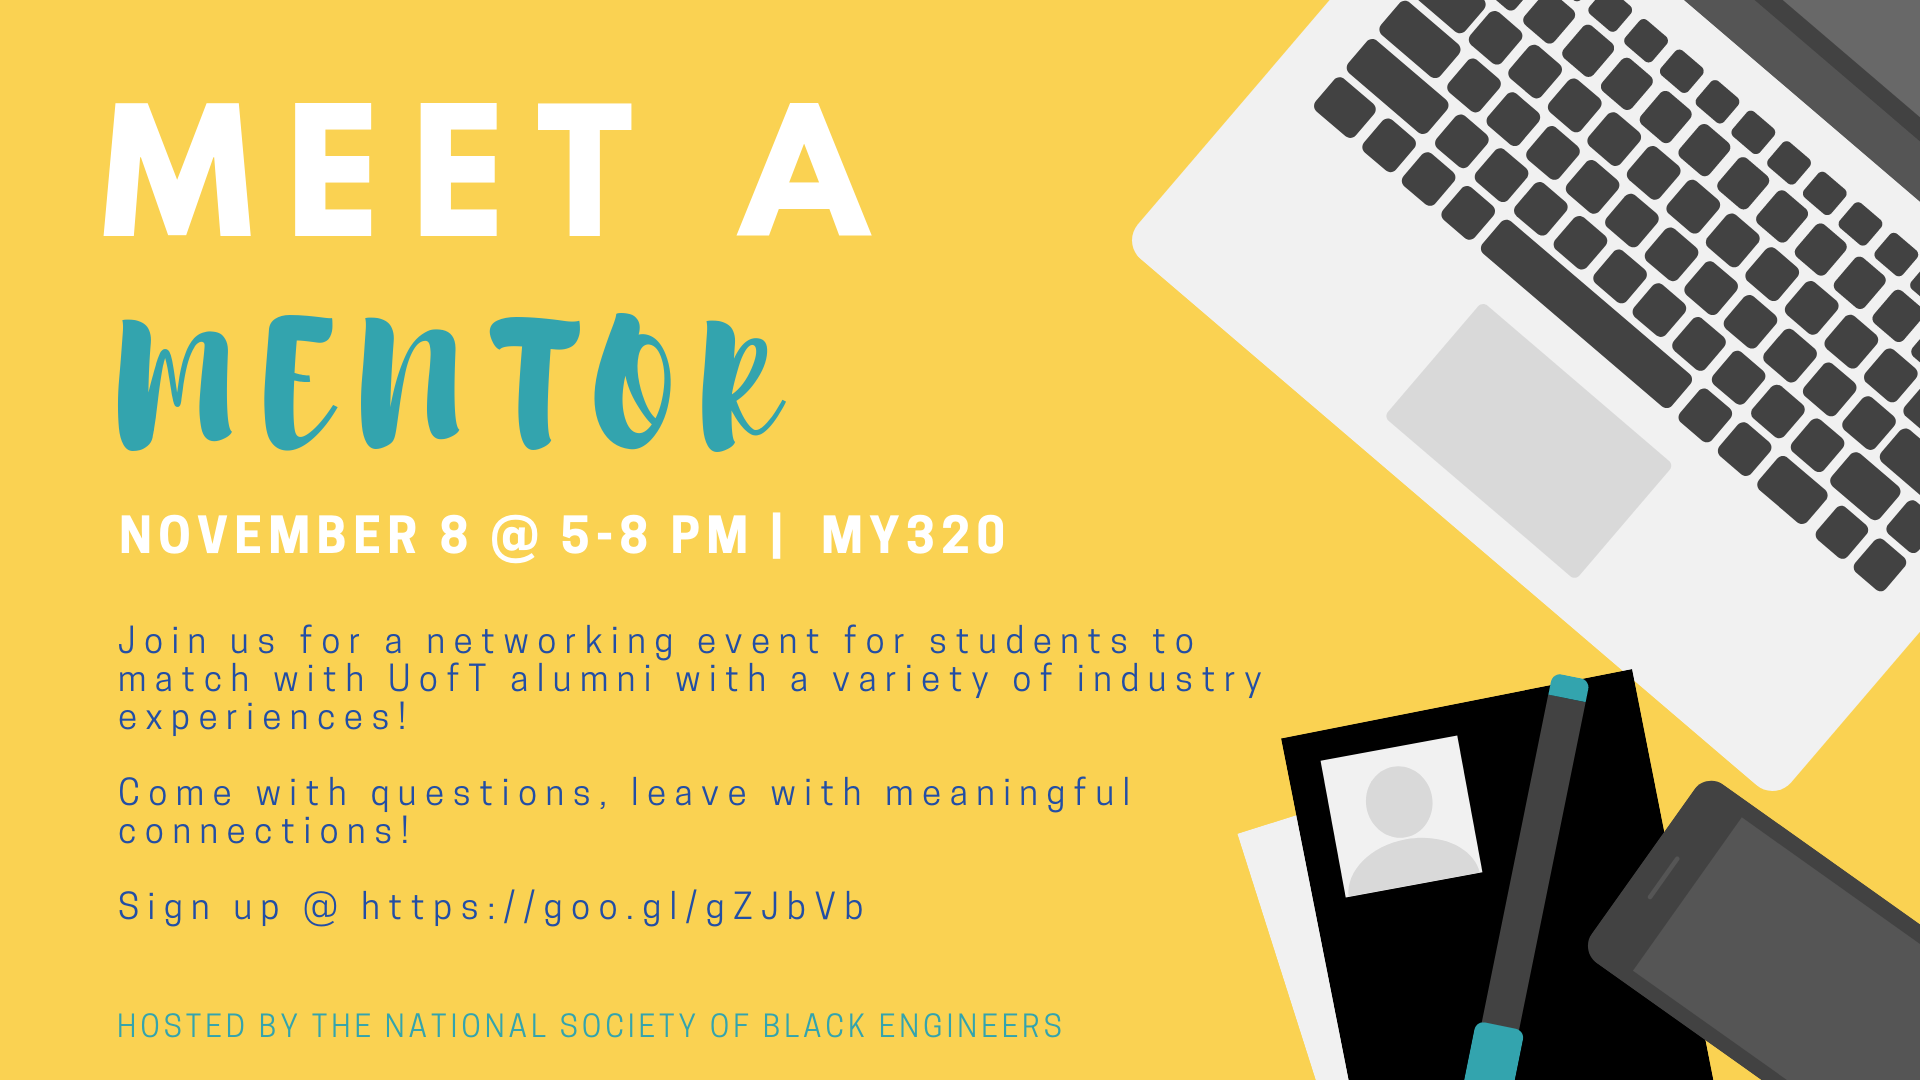 MEET A
MENTOR
NOVEMBER 8 @ 5-8 PM | MY320
Join us for a networking event for students to
match with UofT alumni with a variety of industry
experiences!
Come with questions, leave with meaningful
connections!
Sign up @ https://goo.gl/gZJbVb
HOSTED BY THE NATIONAL SOCIETY OF BLACK ENGINEERS